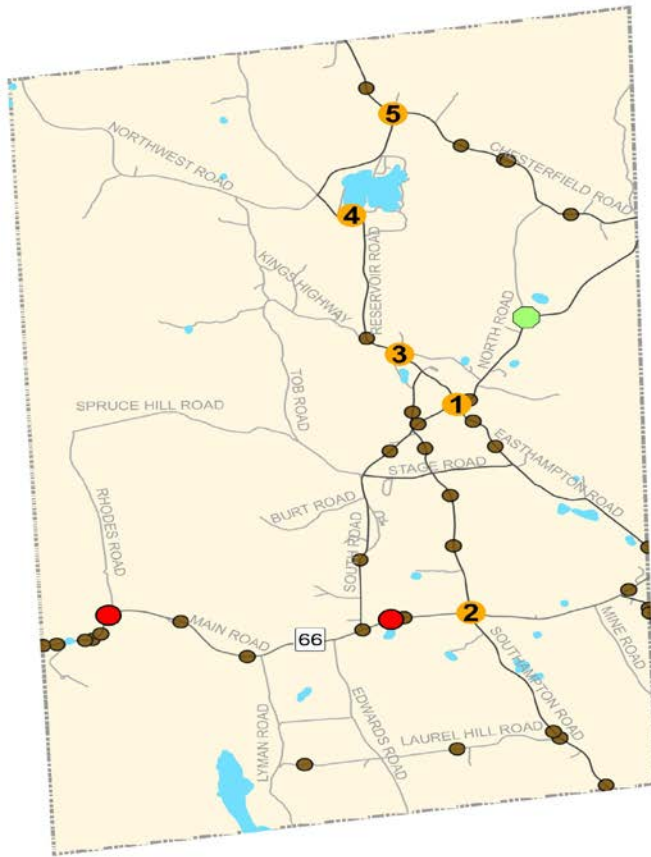 5
CHESTERFIELD ROAD
NORTHWEST ROAD
4
KINGS HIGHWAY
RESERVOIR ROAD
NORTH ROAD
3
TOB ROAD
1
SPRUCE HILL ROAD
EASTHAMPTON ROAD
STAGE ROAD
RHODES ROAD
BURT ROAD
SOUTH ROAD
2
MAIN ROAD
66
MINE ROAD
SOUTHAMPTON ROAD
LYMAN ROAD
EDWARDS ROAD
LAUREL HILL ROAD